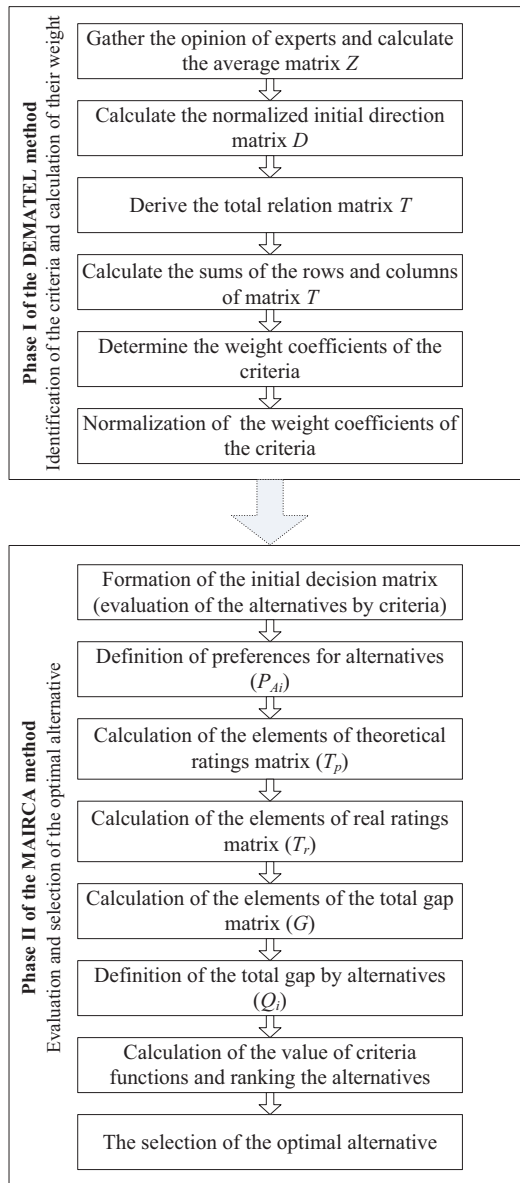 Phase I of the DEMATEL method
Identification of the criteria and calculation of their weight
Gather the opinion of experts and calculate
the average matrix Z
Calculate the normalized initial direction
matrix D
Derive the total relation matrix T
Calculate the sums of the rows and columns
of matrix T
Determine the weight coefficients of the
criteria
Normalization of the weight coefficients of
the criteria
Phase II of the MAIRCA method
Evaluation and selection of the optimal alternative
Formation of the initial decision matrix
(evaluation of the alternatives by criteria)
Definition of preferences for alternatives
(P_Ai)
Calculation of the elements of theoretical
ratings matrix (T_p)
Calculation of the elements of real ratings
matrix (T_r)
Calculation of the elements of the total gap
matrix (G)
Definition of the total gap by alternatives
(Q_i)
Calculation of the value of criteria
functions and ranking the alternatives
The selection of the optimal alternative